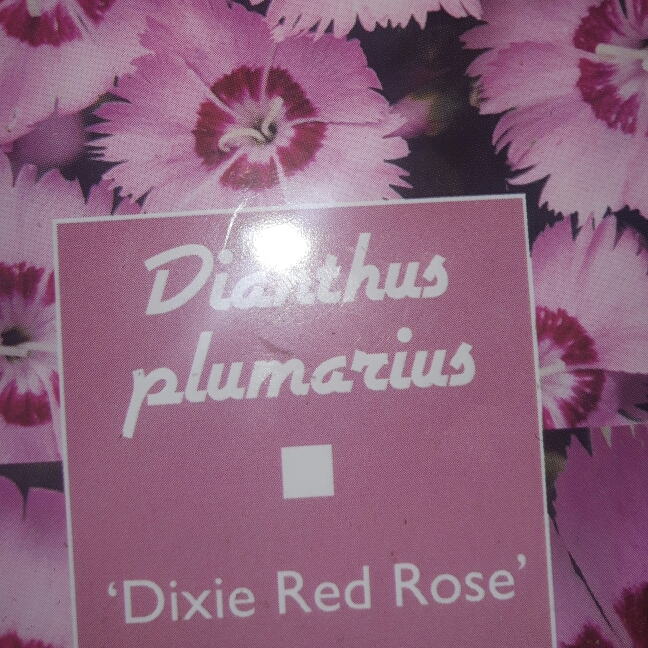 Dianthus
plumarius
‘Dixie Red Rose’